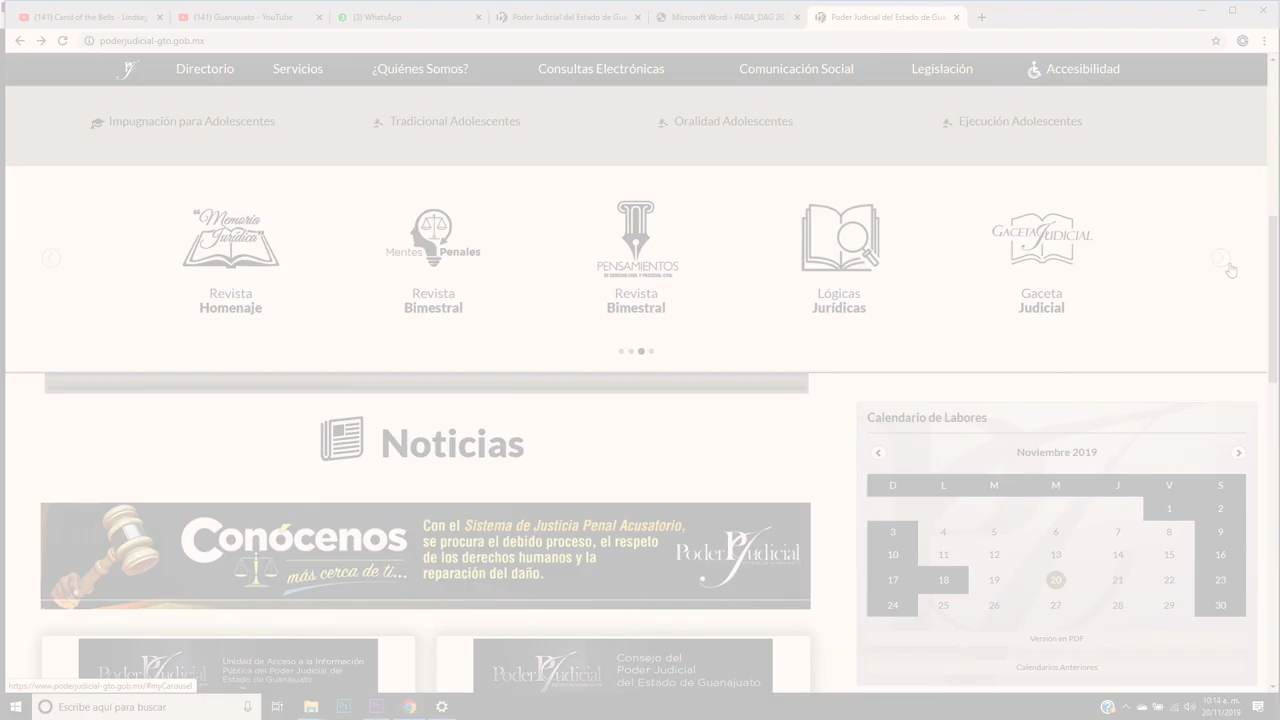 (141) Carol of the Bells - Lindsey
(141) Guanajuato - YouTube
(3) WhatsApp
Poder Judicial del Estado de Gua
Microsoft Word - PADA_DAG 20
Poder Judicial del Estado de Gua
poderjudicial-gto.gob.mx
Directorio
Servicios
¿Quiénes Somos?
Consultas Electrónicas
Comunicación Social
Legislación
Accesibilidad
Impugnación para Adolescentes
Tradicional Adolescentes
Oralidad Adolescentes
Ejecución Adolescentes
"Memoria
Jurídica
Mentes Penales
PENSAMIENTOS
DE DERECHO CIVIL Y PROCESAL CIVIL
GACETA JUDICIAL
Revista
Homenaje
Revista
Bimestral
Revista
Bimestral
Lógicas
Jurídicas
Gaceta
Judicial
Noticias
Conócenos
más cerca de ti...
Con el Sistema de Justicia Penal Acusatorio,
se procura el debido proceso, el respeto
de los derechos humanos y la
reparación del daño.
Poder Judicial
Calendario de Labores
Noviembre 2019
D L M M J V S
1 2
3 4 5 6 7 8 9
10 11 12 13 14 15 16
17 18 19 20 21 22 23
24 25 26 27 28 29 30
Versión en PDF
Calendarios Anteriores
Poder Judicial
Unidad de Acceso a la Información
Pública del Poder Judicial del
Estado de Guanajuato
Poder Judicial
Consejo del
Poder Judicial
del Estado de Guanajuato
https://www.poderjudicial-gto.gob.mx/#myCarousel
Escribe aquí para buscar
10:14 a. m.
20/11/2019